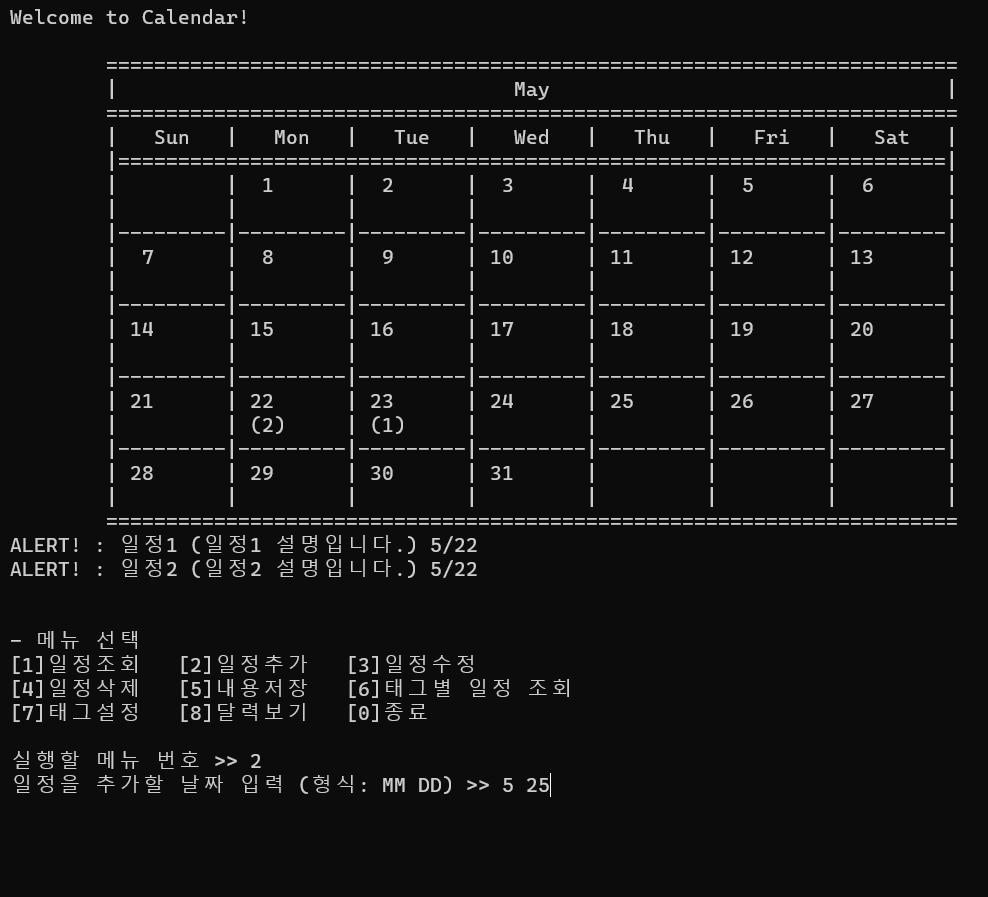 Welcome to Calendar!
=======================================================================
|                                 May                                 |
=======================================================================
|   Sun   |   Mon   |   Tue   |   Wed   |   Thu   |   Fri   |   Sat   |
|=====================================================================|
|         |  1      |  2      |  3      |  4      |  5      |  6      |
|         |         |         |         |         |         |         |
|---------|---------|---------|---------|---------|---------|---------|
|  7      |  8      |  9      | 10      | 11      | 12      | 13      |
|         |         |         |         |         |         |         |
|---------|---------|---------|---------|---------|---------|---------|
| 14      | 15      | 16      | 17      | 18      | 19      | 20      |
|         |         |         |         |         |         |         |
|---------|---------|---------|---------|---------|---------|---------|
| 21      | 22      | 23      | 24      | 25      | 26      | 27      |
|         | (2)     | (1)     |         |         |         |         |
|---------|---------|---------|---------|---------|---------|---------|
| 28      | 29      | 30      | 31      |         |         |         |
|         |         |         |         |         |         |         |
=======================================================================
ALERT! : 일정1 (일정1 설명입니다.) 5/22
ALERT! : 일정2 (일정2 설명입니다.) 5/22
- 메뉴 선택
[1]일정조회   [2]일정추가   [3]일정수정
[4]일정삭제   [5]내용저장   [6]태그별 일정 조회
[7]태그설정   [8]달력보기   [0]종료
실행할 메뉴 번호 >> 2
일정을 추가할 날짜 입력 (형식: MM DD) >> 5 25